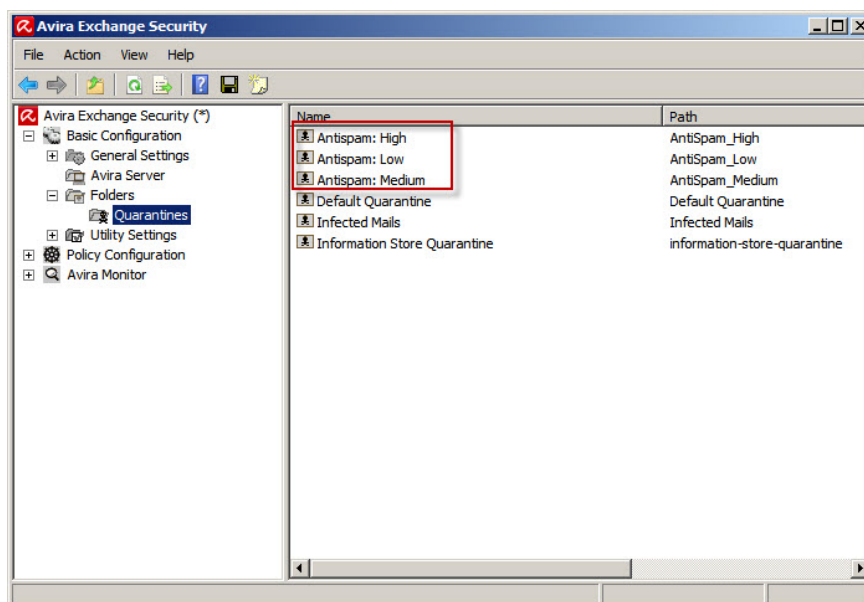 Avira Exchange Security
File Action View Help
Avira Exchange Security (*)
Basic Configuration
General Settings
Avira Server
Folders
Quarantines
Utility Settings
Policy Configuration
Avira Monitor
Name Path
Antispam: High AntiSpam_High
Antispam: Low AntiSpam_Low
Antispam: Medium AntiSpam_Medium
Default Quarantine Default Quarantine
Infected Mails Infected Mails
Information Store Quarantine information-store-quarantine